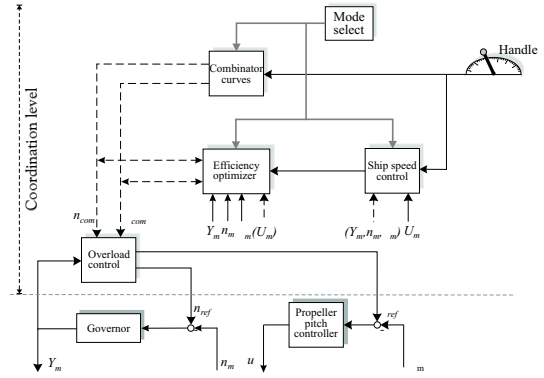 Mode
select
Handle
Combinator
curves
Coordination level
Efficiency
optimizer
Ship speed
control
n_com
com
Y_m n_m m (U_m)
(Y_m, n_m, m) U_m
Overload
control
n_ref
ref
Governor
Propeller
pitch
controller
-
-
Y_m
n_m
u
m